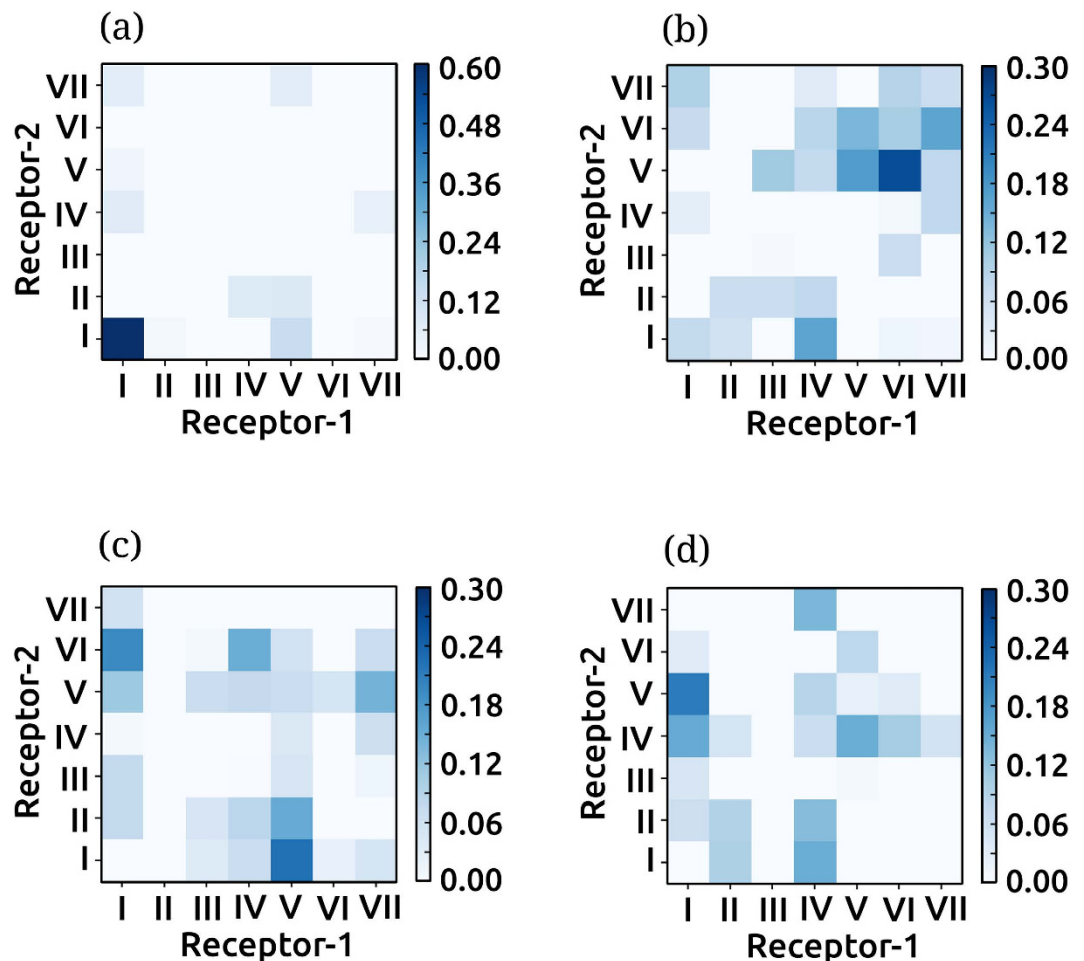 (a)
VII
VI
V
IV
III
II
I
Receptor-2
I II III IV V VI VII
Receptor-1
0.60
0.48
0.36
0.24
0.12
0.00
(b)
VII
VI
V
IV
III
II
I
Receptor-2
I II III IV V VI VII
Receptor-1
0.30
0.24
0.18
0.12
0.06
0.00
(c)
VII
VI
V
IV
III
II
I
Receptor-2
I II III IV V VI VII
Receptor-1
0.30
0.24
0.18
0.12
0.06
0.00
(d)
VII
VI
V
IV
III
II
I
Receptor-2
I II III IV V VI VII
Receptor-1
0.30
0.24
0.18
0.12
0.06
0.00